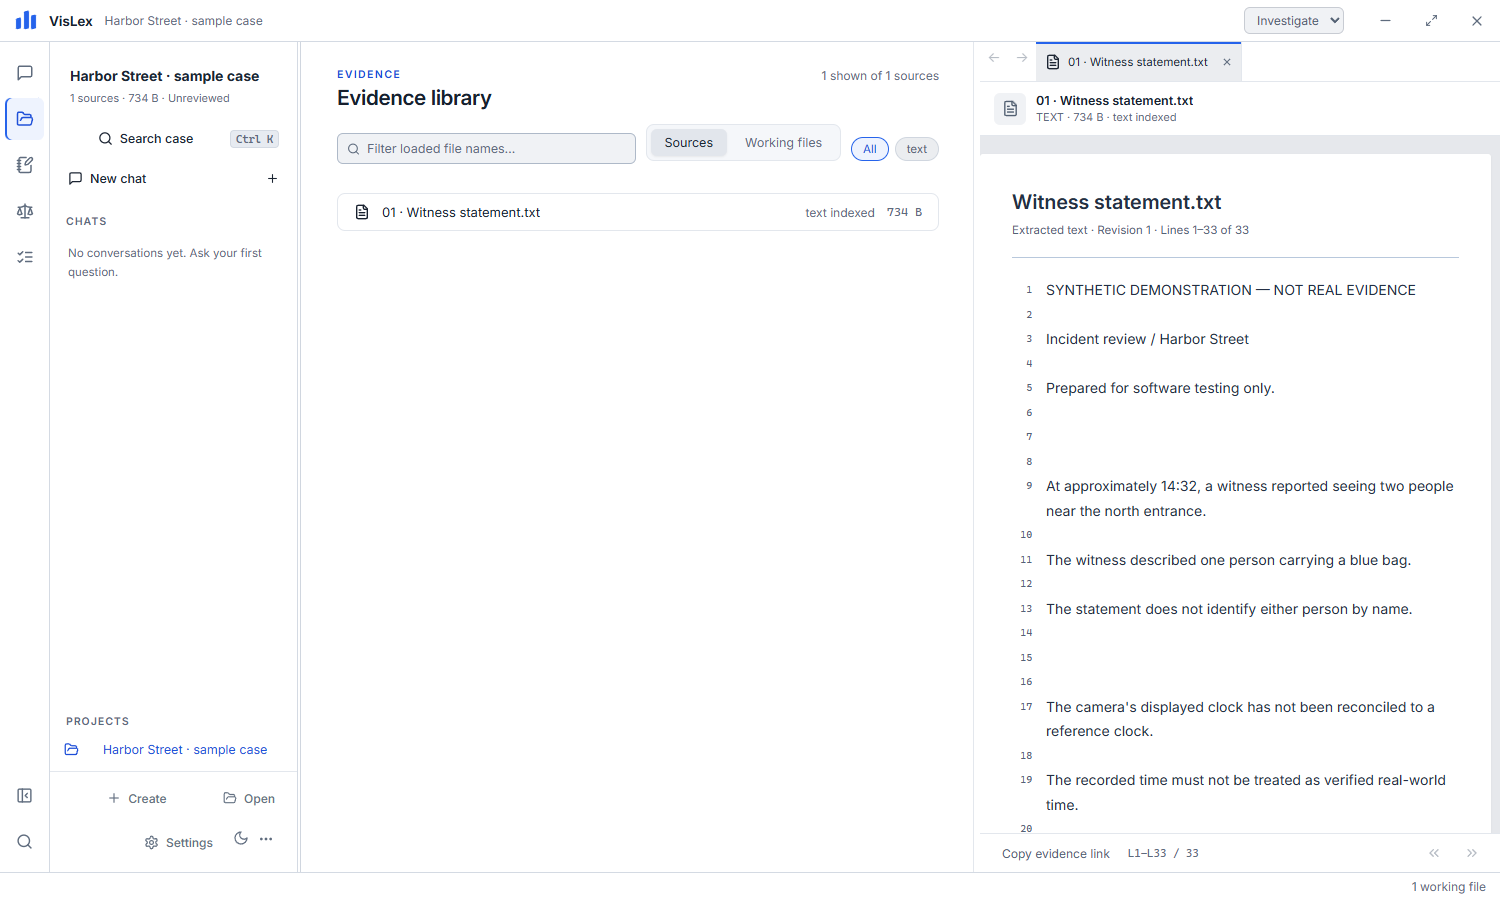 VisLex Harbor Street · sample case
Investigate
Harbor Street · sample case
1 sources · 734 B · Unreviewed
Search case Ctrl K
New chat
CHATS
No conversations yet. Ask your first
question.
PROJECTS
Harbor Street · sample case
Create Open
Settings
EVIDENCE
1 shown of 1 sources
Evidence library
Filter loaded file names...
Sources Working files All text
01 · Witness statement.txt text indexed 734 B
01 · Witness statement.txt
01 · Witness statement.txt
TEXT · 734 B · text indexed
Witness statement.txt
Extracted text · Revision 1 · Lines 1–33 of 33
1 SYNTHETIC DEMONSTRATION — NOT REAL EVIDENCE
2
3 Incident review / Harbor Street
4
5 Prepared for software testing only.
6
7
8
9 At approximately 14:32, a witness reported seeing two people
near the north entrance.
10
11 The witness described one person carrying a blue bag.
12
13 The statement does not identify either person by name.
14
15
16
17 The camera's displayed clock has not been reconciled to a
reference clock.
18
19 The recorded time must not be treated as verified real-world
time.
20
Copy evidence link L1–L33 / 33
1 working file